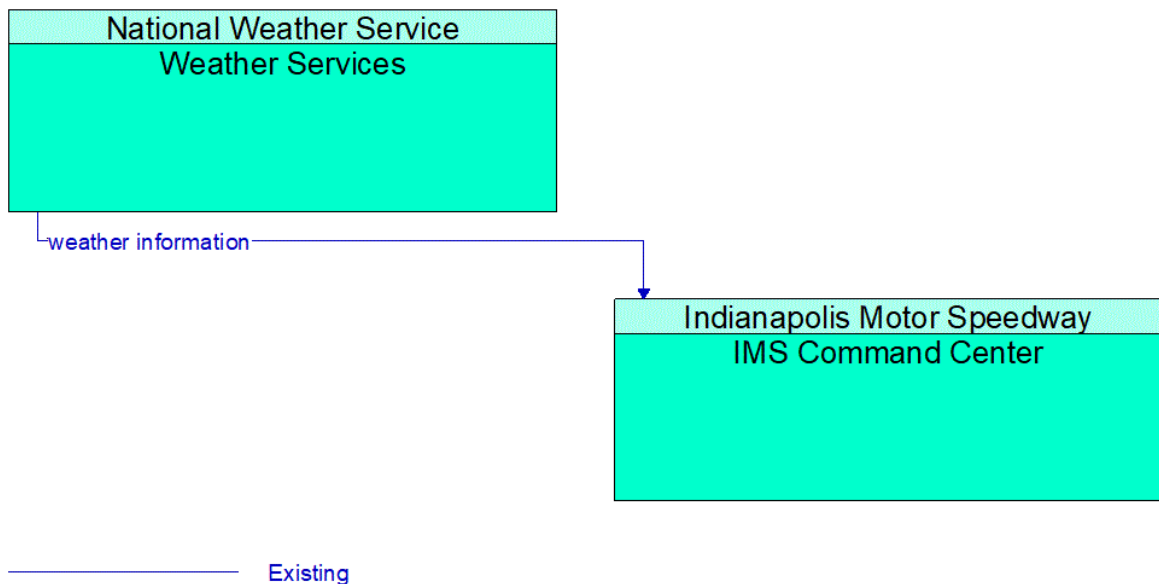 National Weather Service
Weather Services
weather information
Indianapolis Motor Speedway
IMS Command Center
Existing